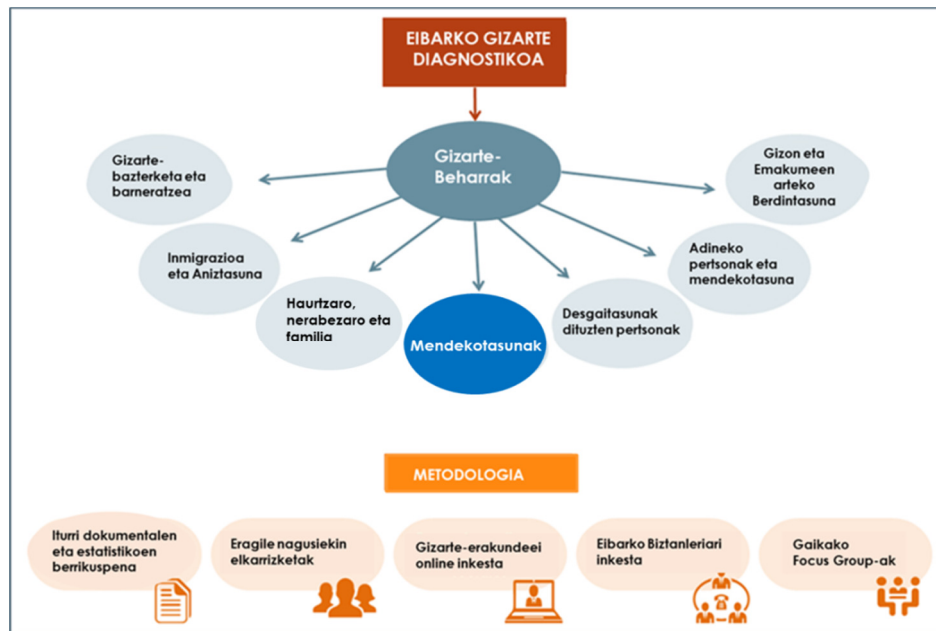 EIBARKO GIZARTE
DIAGNOSTIKOA
Gizarte-
Beharrak
Gizarte-
bazterketa eta
barneratzea
Inmigrazioa
eta Aniztasuna
Haurtzaro,
nerabezaro eta
familia
Mendekotasunak
Desgaitasunak
dituzten pertsonak
Adineko
pertsonak eta
mendekotasuna
Gizon eta
Emakumeen
arteko
Berdintasuna
METODOLOGIA
Iturri dokumentalen
eta estatistikoen
berrikuspena
Eragile nagusiekin
elkarrizketak
Gizarte-erakundeei
online inkesta
Eibarko Biztanleriari
inkesta
Gaikako
Focus Group-ak